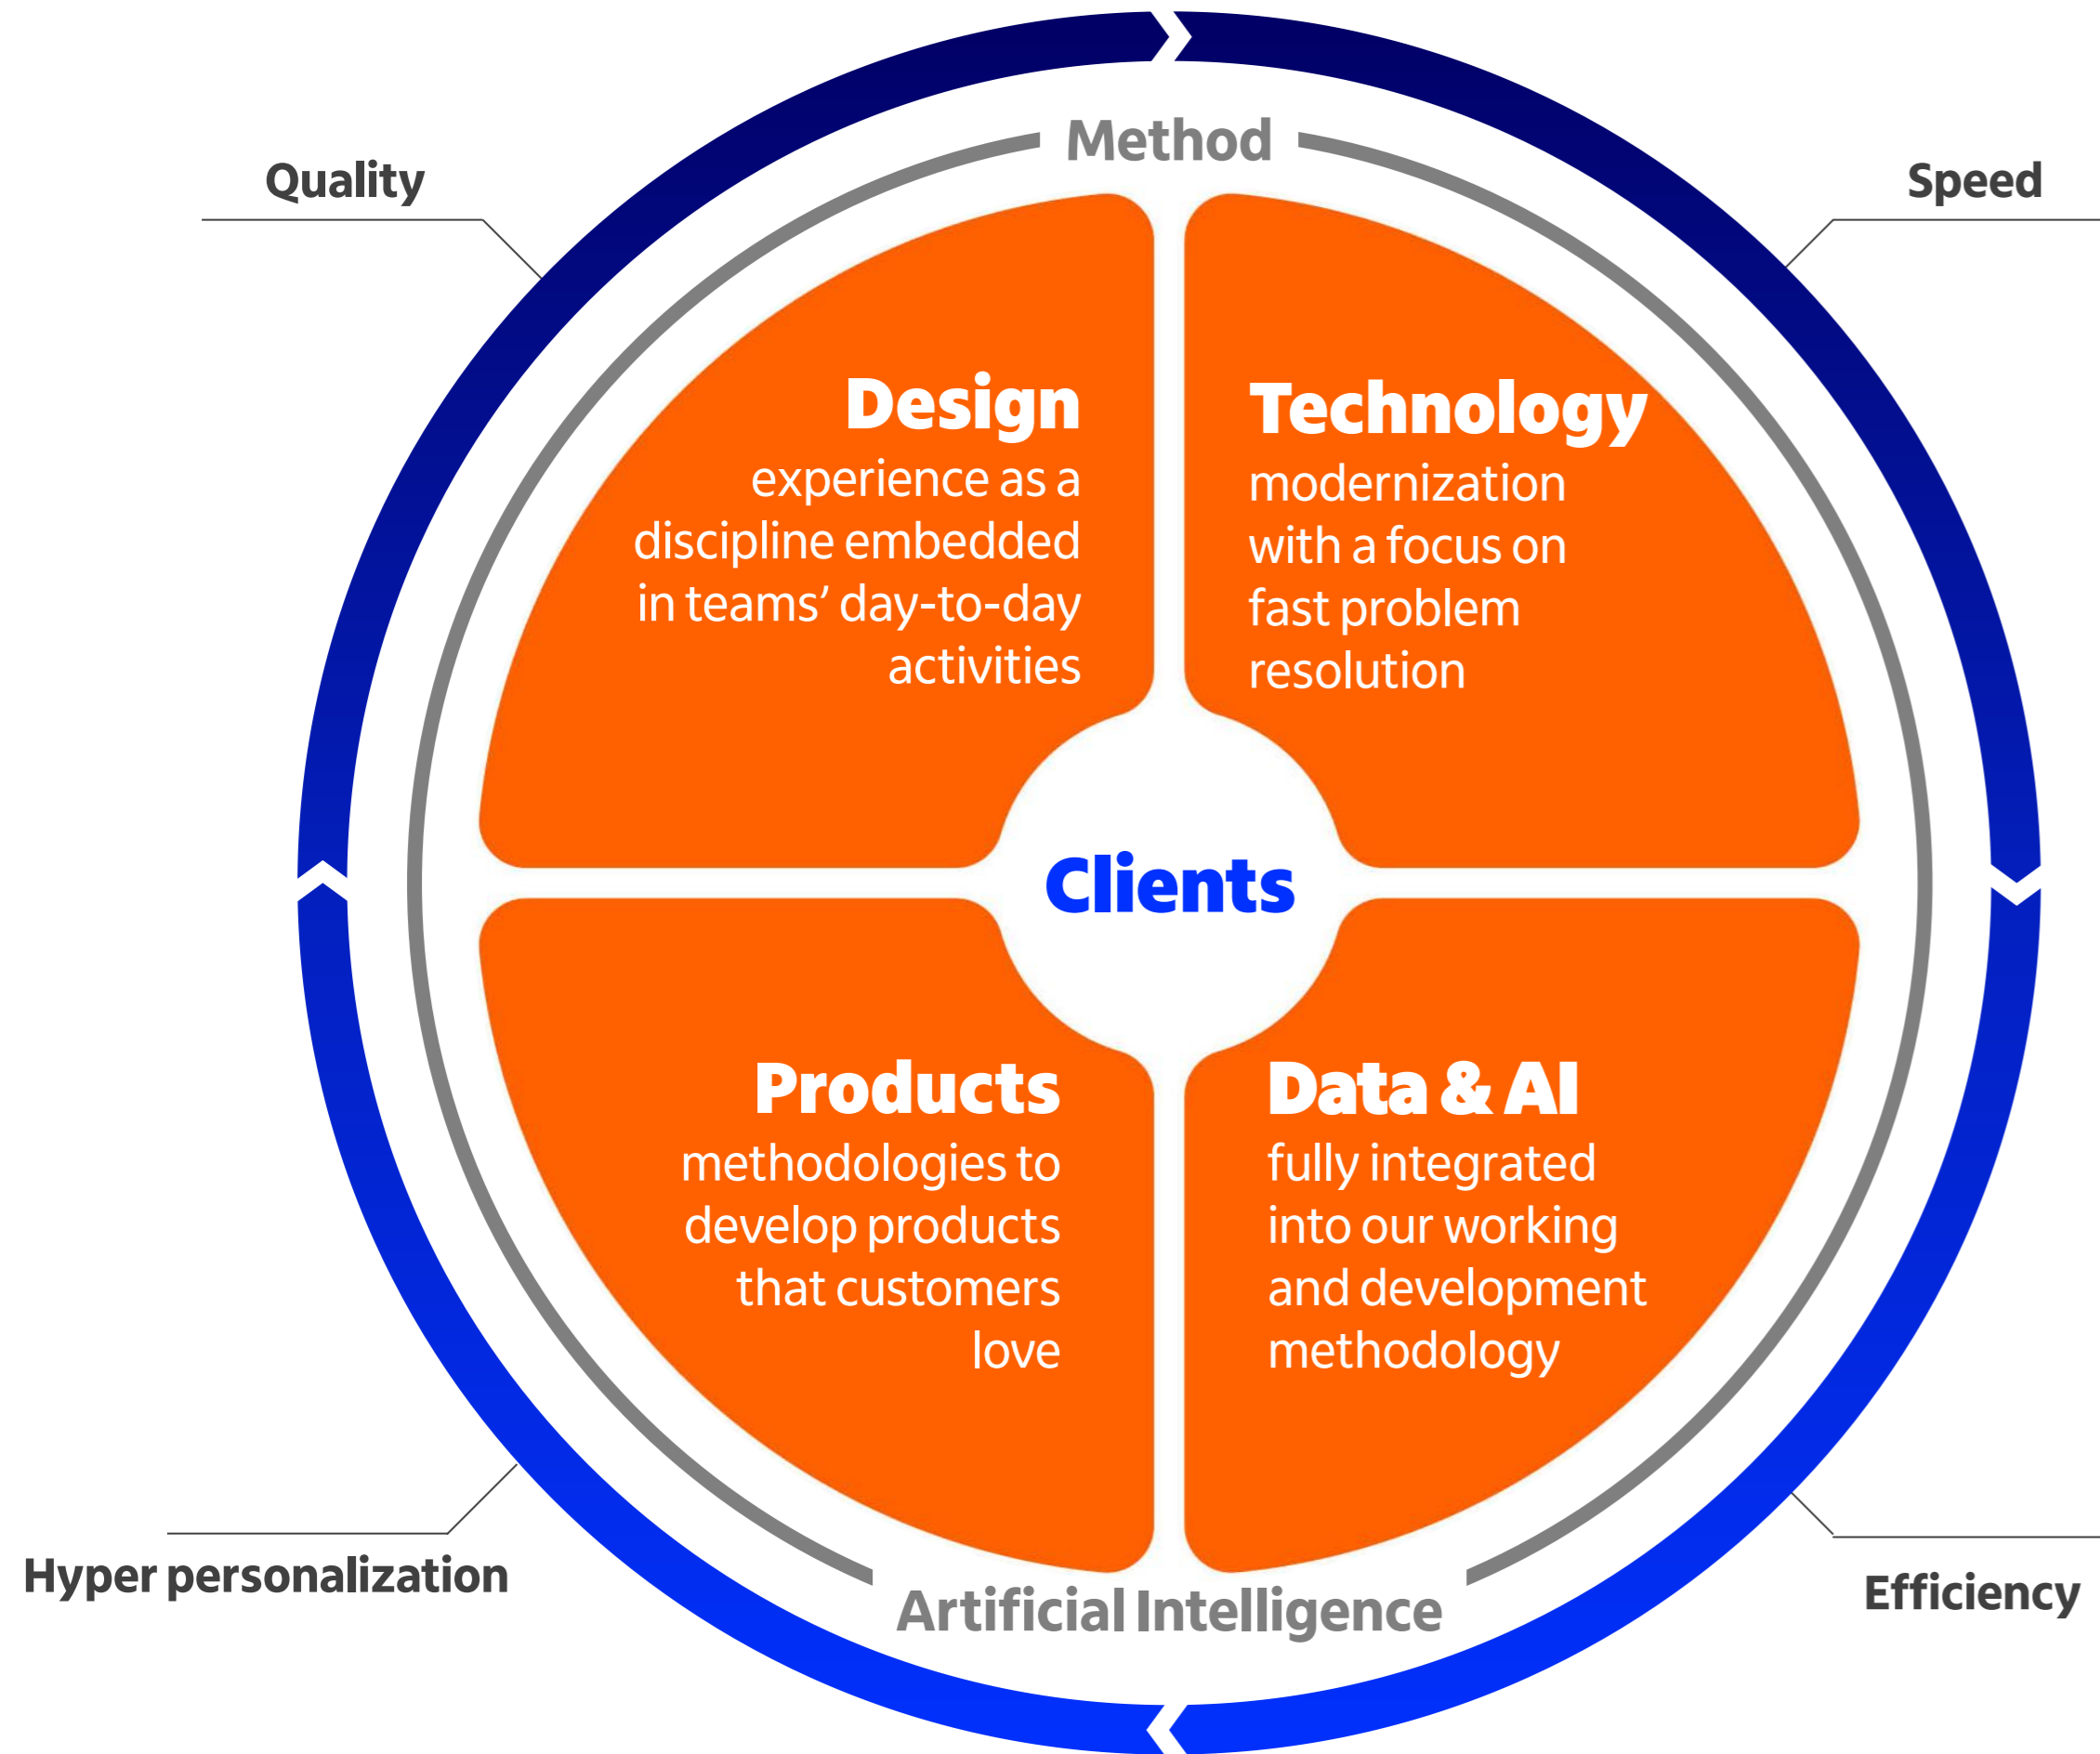 Method
Quality
Speed
Design
experience as a
discipline embedded
in teams’ day-to-day
activities
Technology
modernization
with a focus on
fast problem
resolution
Clients
Products
methodologies to
develop products
that customers
love
Data & AI
fully integrated
into our working
and development
methodology
Hyper personalization
Efficiency
Artificial Intelligence